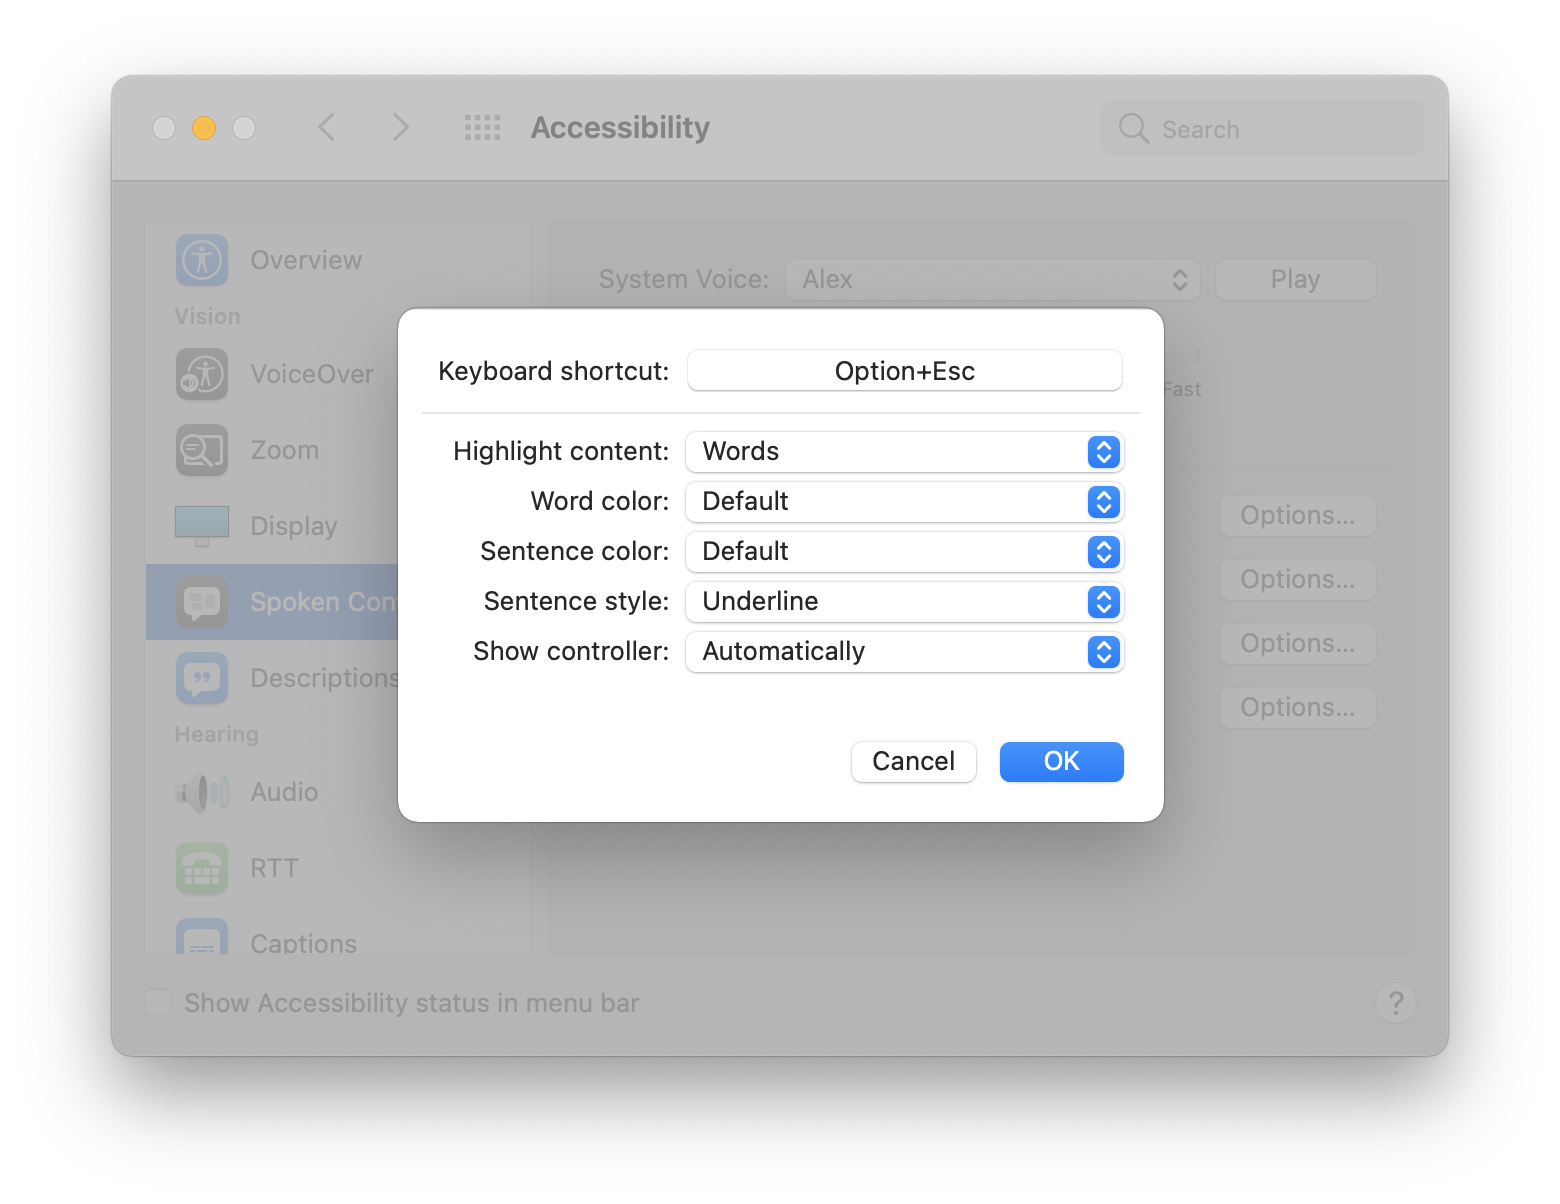 Accessibility
Search
Overview
Vision
VoiceOver
Zoom
Display
Spoken Con
Descriptions
Hearing
Audio
RTT
Captions
System Voice: Alex Play
Fast
Options...
Options...
Options...
Options...
Keyboard shortcut: Option+Esc
Highlight content: Words
Word color: Default
Sentence color: Default
Sentence style: Underline
Show controller: Automatically
Cancel OK
Show Accessibility status in menu bar ?